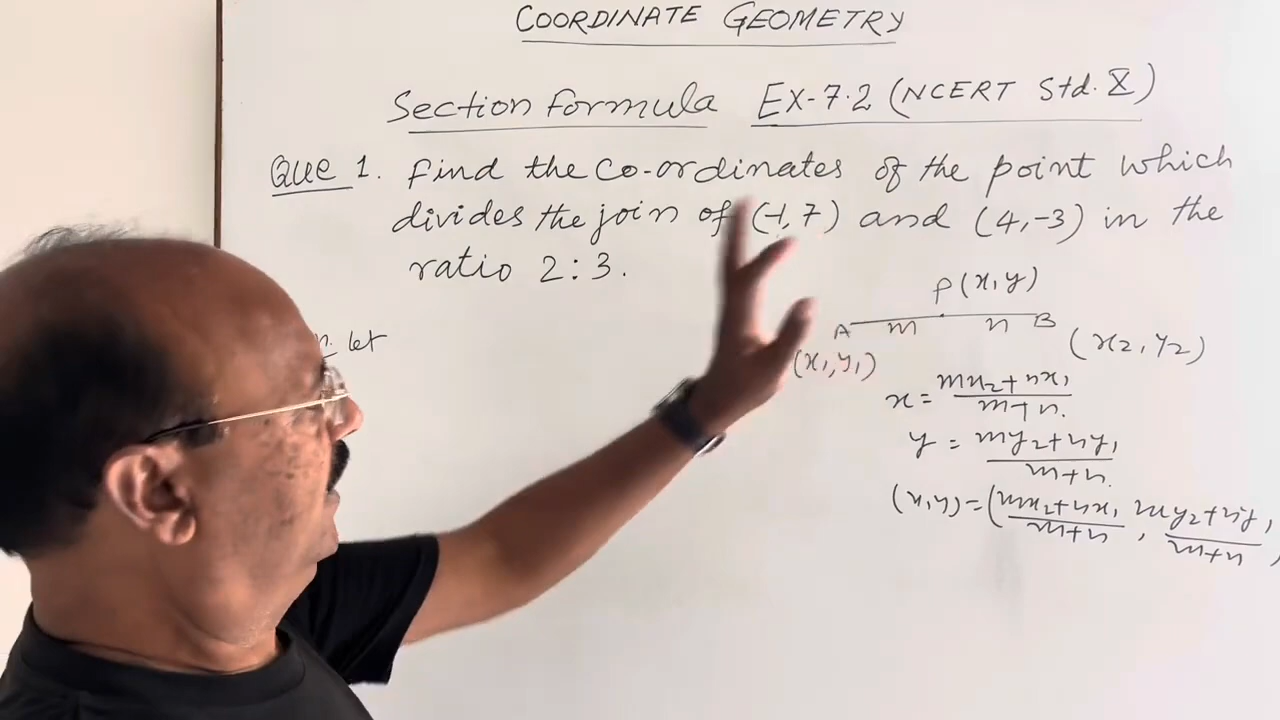 COORDINATE GEOMETRY
Section Formula EX-7.2 (NCERT Std. X)
Que 1. Find the Co-ordinates of the point which
divides the join of (-1, 7) and (4, -3) in the
ratio 2:3.
let
P(x, y)
A m n B
(x1, y1) (x2, y2)
x = mx2+nx1/m+n.
y = my2+ny1/m+n.
(x, y) = (mx2+nx1/m+n, my2+ny1/m+n,